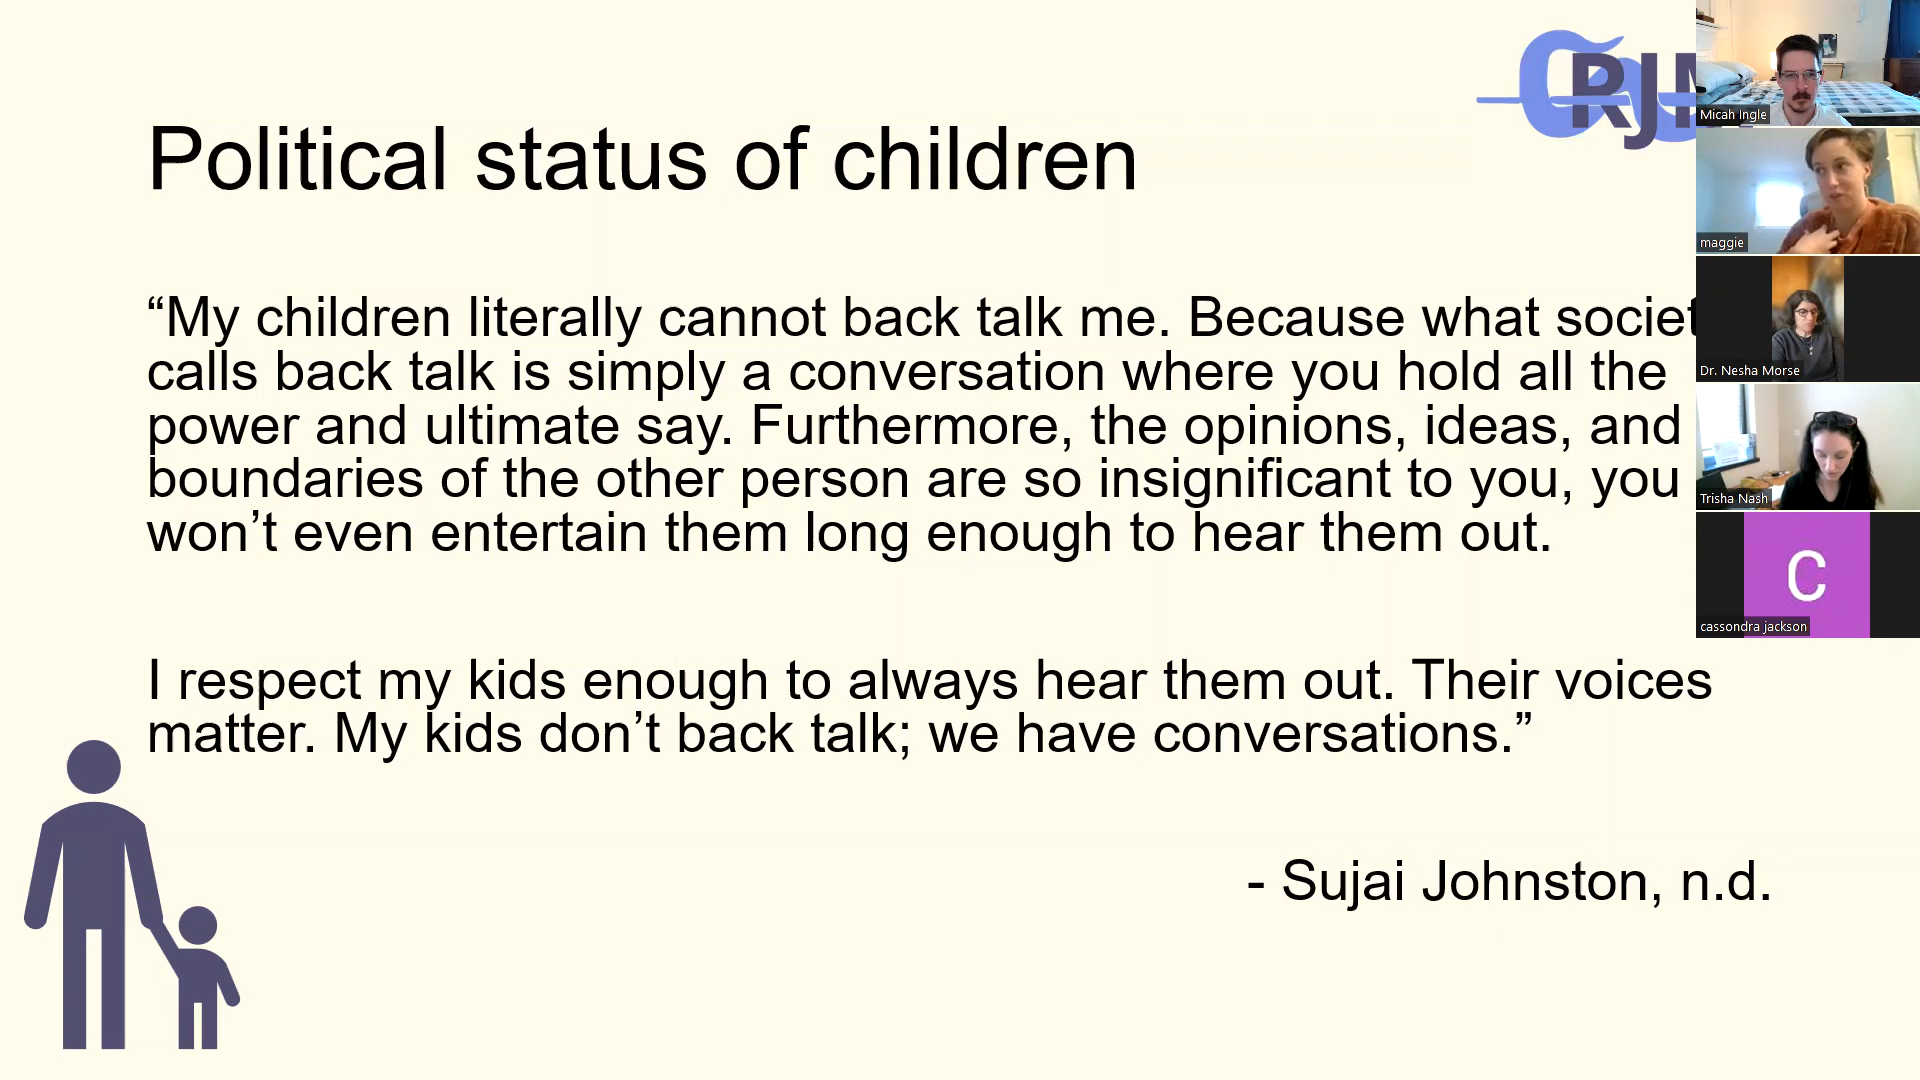 RJ
Political status of children
“My children literally cannot back talk me. Because what societ
calls back talk is simply a conversation where you hold all the
power and ultimate say. Furthermore, the opinions, ideas, and
boundaries of the other person are so insignificant to you, you
won’t even entertain them long enough to hear them out.
I respect my kids enough to always hear them out. Their voices
matter. My kids don’t back talk; we have conversations.”
- Sujai Johnston, n.d.
Micah Ingle
maggie
Dr. Nesha Morse
Trisha Nash
C
cassondra jackson